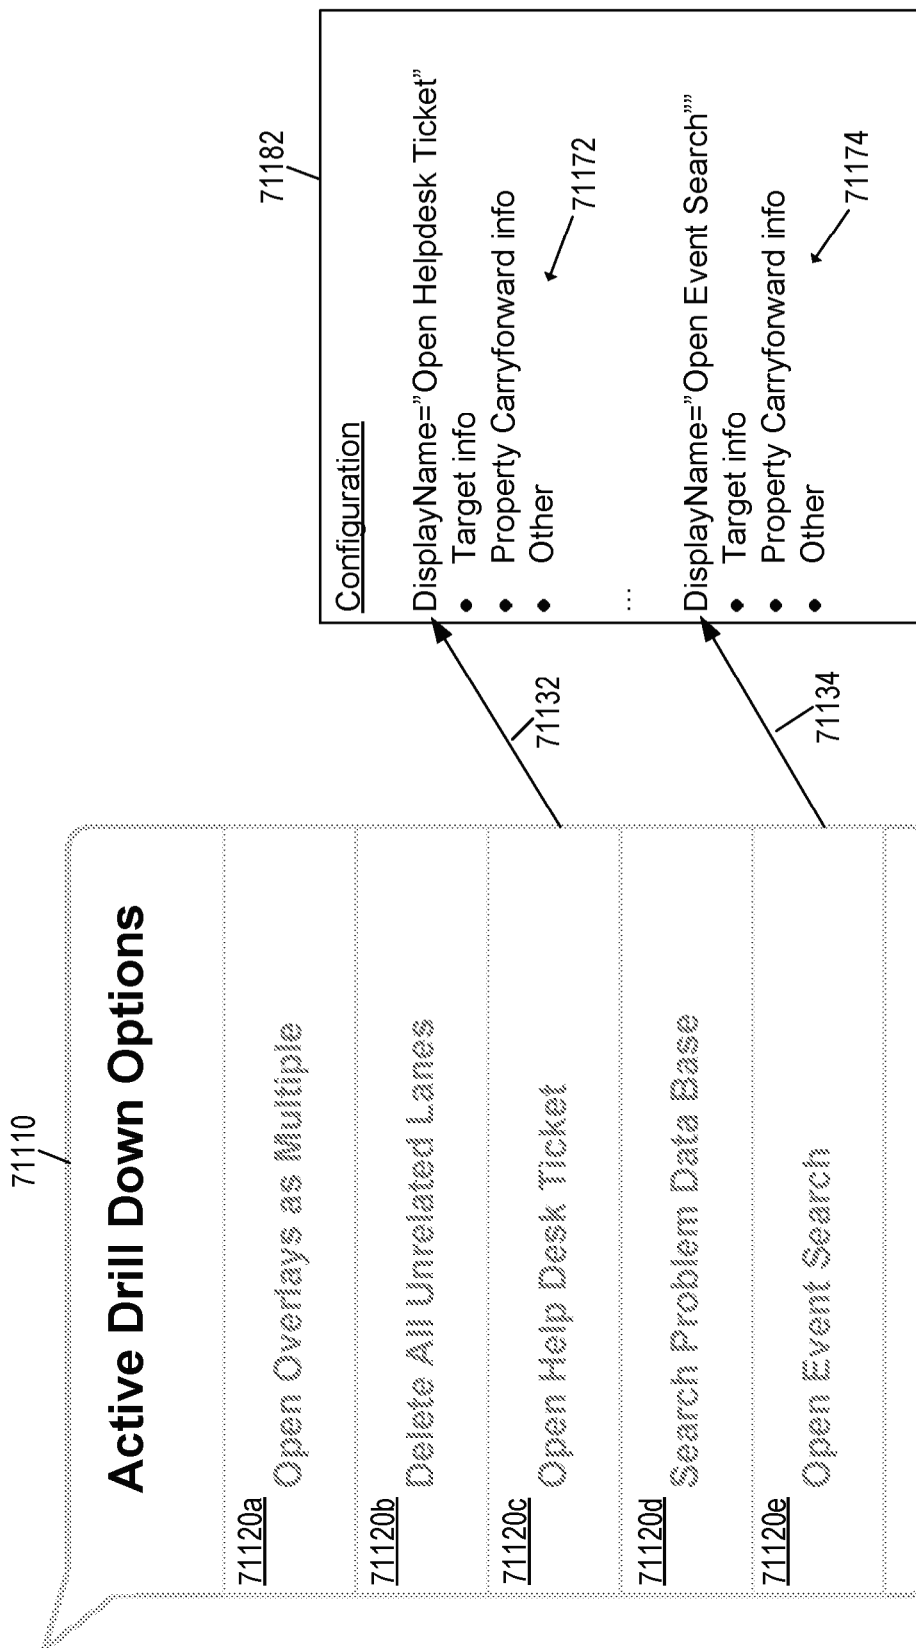 71110
Active Drill Down Options
71120a
Open Overlays as Multiple
71120b
Delete All Unrelated Lanes
71120c
Open Help Desk Ticket
71120d
Search Problem Data Base
71120e
Open Event Search
71132
71134
71182
Configuration
DisplayName=”Open Helpdesk Ticket”
● Target info
● Property Carryforward info
● Other
71172
...
DisplayName=”Open Event Search””
● Target info
● Property Carryforward info
● Other
71174